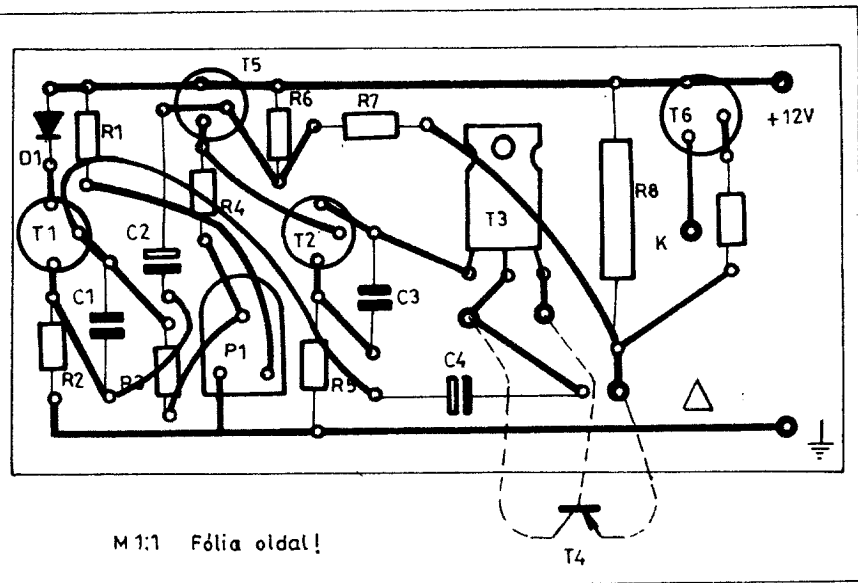 T5
R6
R7
T6
+12V
D1
R1
R4
T1
C2
T2
T3
R8
K
C1
C3
R2
R3
P1
R5
C4
M 1:1 Fólia oldal!
T4